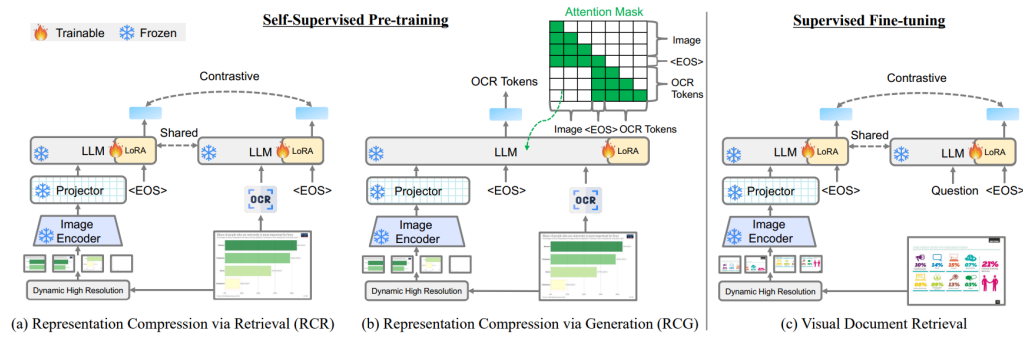 Self-Supervised Pre-training
Supervised Fine-tuning
Trainable
Frozen
Attention Mask
Image
<EOS>
OCR
Tokens
Image <EOS> OCR Tokens
Contrastive
Shared
LLM
LoRA
LLM
LoRA
Projector
<EOS>
<EOS>
OCR
Image
Encoder
Dynamic High Resolution
(a) Representation Compression via Retrieval (RCR)
OCR Tokens
LLM
LoRA
Projector
<EOS>
OCR
Image
Encoder
Dynamic High Resolution
(b) Representation Compression via Generation (RCG)
Contrastive
Shared
LLM
LoRA
LLM
LoRA
Projector
<EOS>
Question
<EOS>
Image
Encoder
Dynamic High Resolution
21%
(c) Visual Document Retrieval